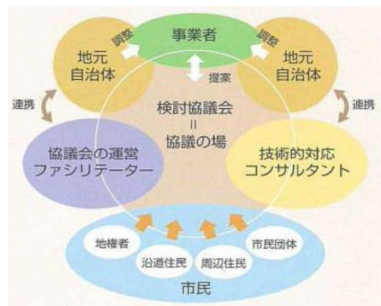 調整
事業者
調整
地元
自治体
地元
自治体
提案
連携
連携
検討協議会
＝
協議の場
協議会の運営
ファシリテーター
技術的対応
コンサルタント
地権者
沿道住民
周辺住民
市民団体
市民